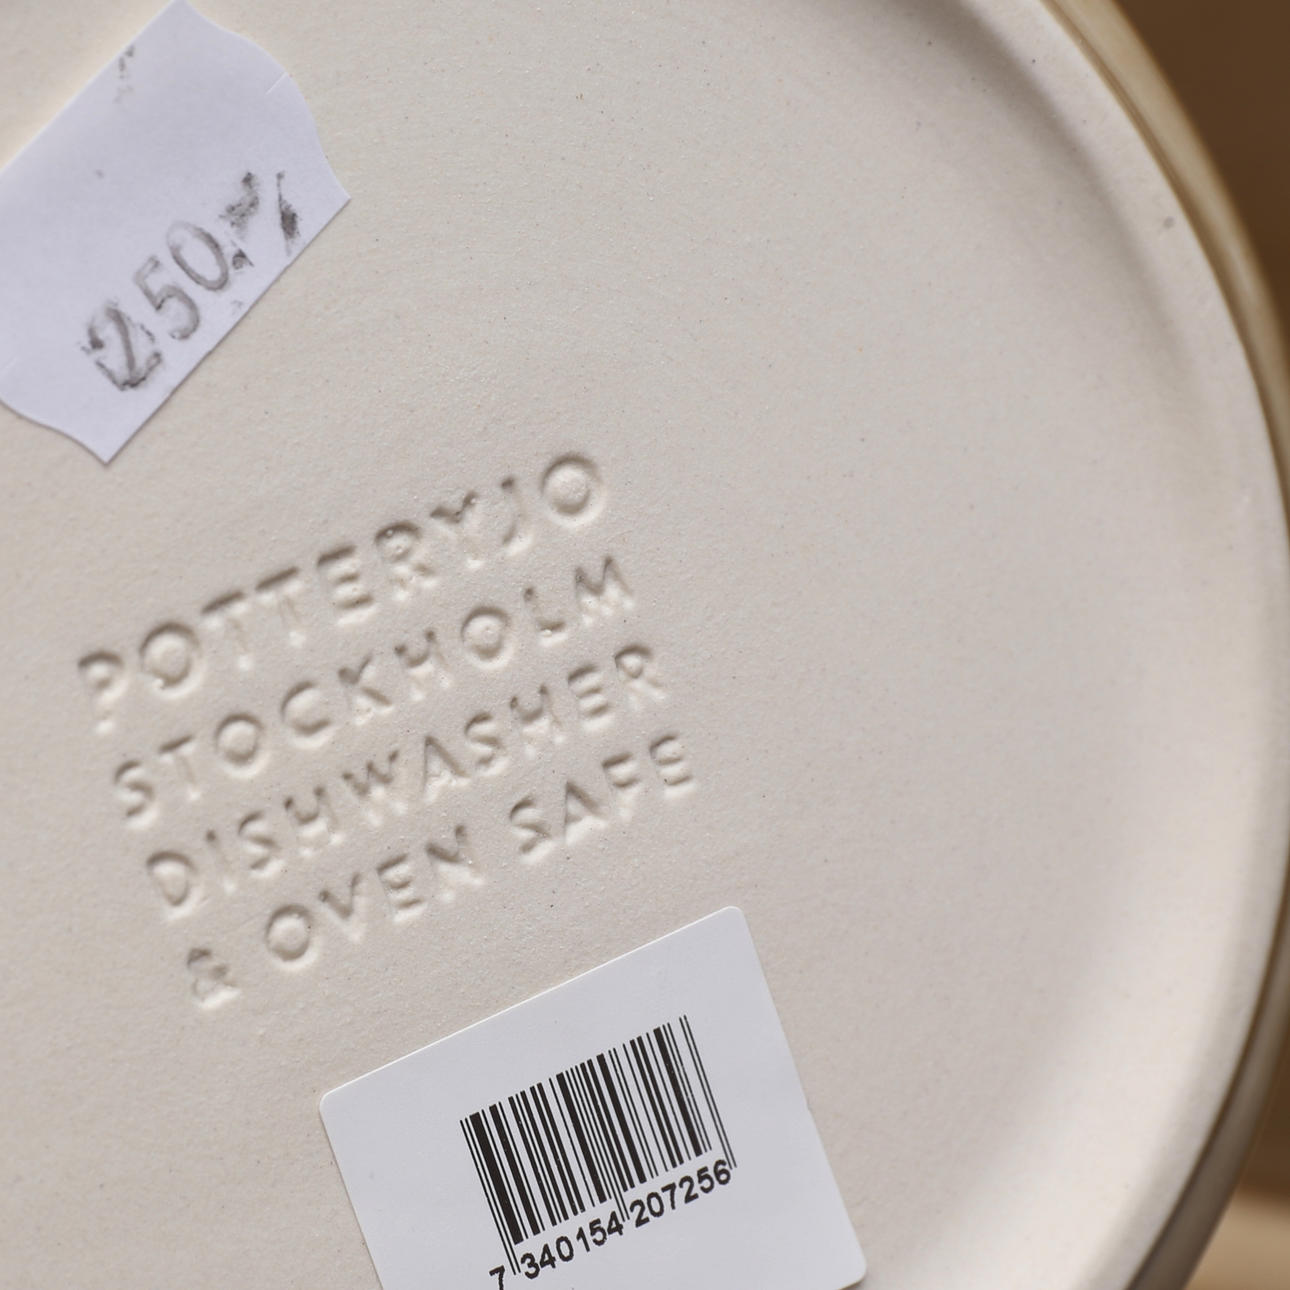 250:-
POTTERYJO
STOCKHOLM
DISHWASHER
& OVEN SAFE
7 340154 207256